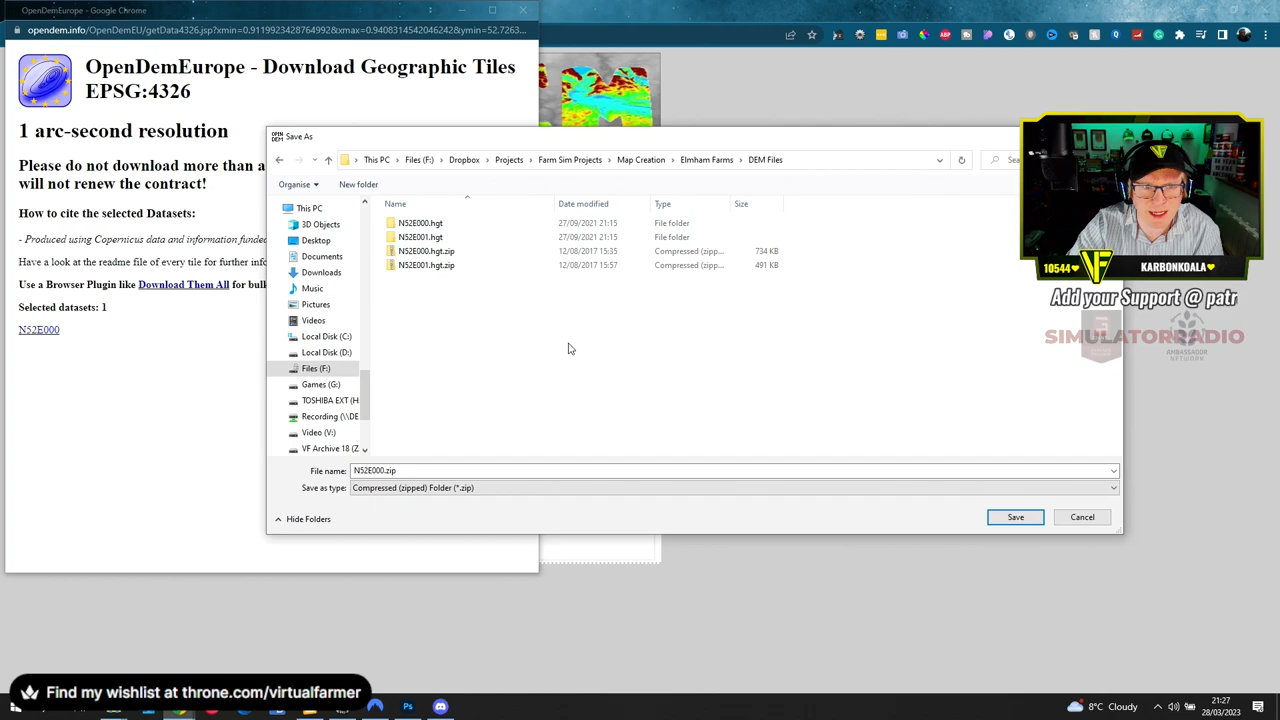 OpenDemEurope - Google Chrome
opendem.info/OpenDemEU/getData4326.jsp?xmin=0.9119923428764992&xmax=0.9408314542046242&ymin=52.7263...
OpenDemEurope - Download Geographic Tiles
EPSG:4326
1 arc-second resolution
Please do not download more than a
will not renew the contract!
How to cite the selected Datasets:
- Produced using Copernicus data and information funded
Have a look at the readme file of every tile for further info
Use a Browser Plugin like Download Them All for bulk
Selected datasets: 1
N52E000
OPEN
DEM
Save As
This PC > Files (F:) > Dropbox > Projects > Farm Sim Projects > Map Creation > Elmham Farms > DEM Files
Sea
Organise
New folder
Name
Date modified
Type
Size
This PC
3D Objects
Desktop
Documents
Downloads
Music
Pictures
Videos
Local Disk (C:)
Local Disk (D:)
Files (F:)
Games (G:)
TOSHIBA EXT (H
Recording (\\DE
Video (V:)
VF Archive 18 (Z
N52E000.hgt 27/09/2021 21:15 File folder
N52E001.hgt 27/09/2021 21:15 File folder
N52E000.hgt.zip 12/08/2017 15:35 Compressed (zipp... 734 KB
N52E001.hgt.zip 12/08/2017 15:57 Compressed (zipp... 491 KB
File name: N52E000.zip
Save as type: Compressed (zipped) Folder (*.zip)
Hide Folders
Save
Cancel
10544
VF
KARBONKOALA
Add your Support @ patr
SIMULATORRADIO
AMBASSADOR
NETWORK
Find my wishlist at throne.com/virtualfarmer
Ps
8°C Cloudy
21:27
28/03/2023